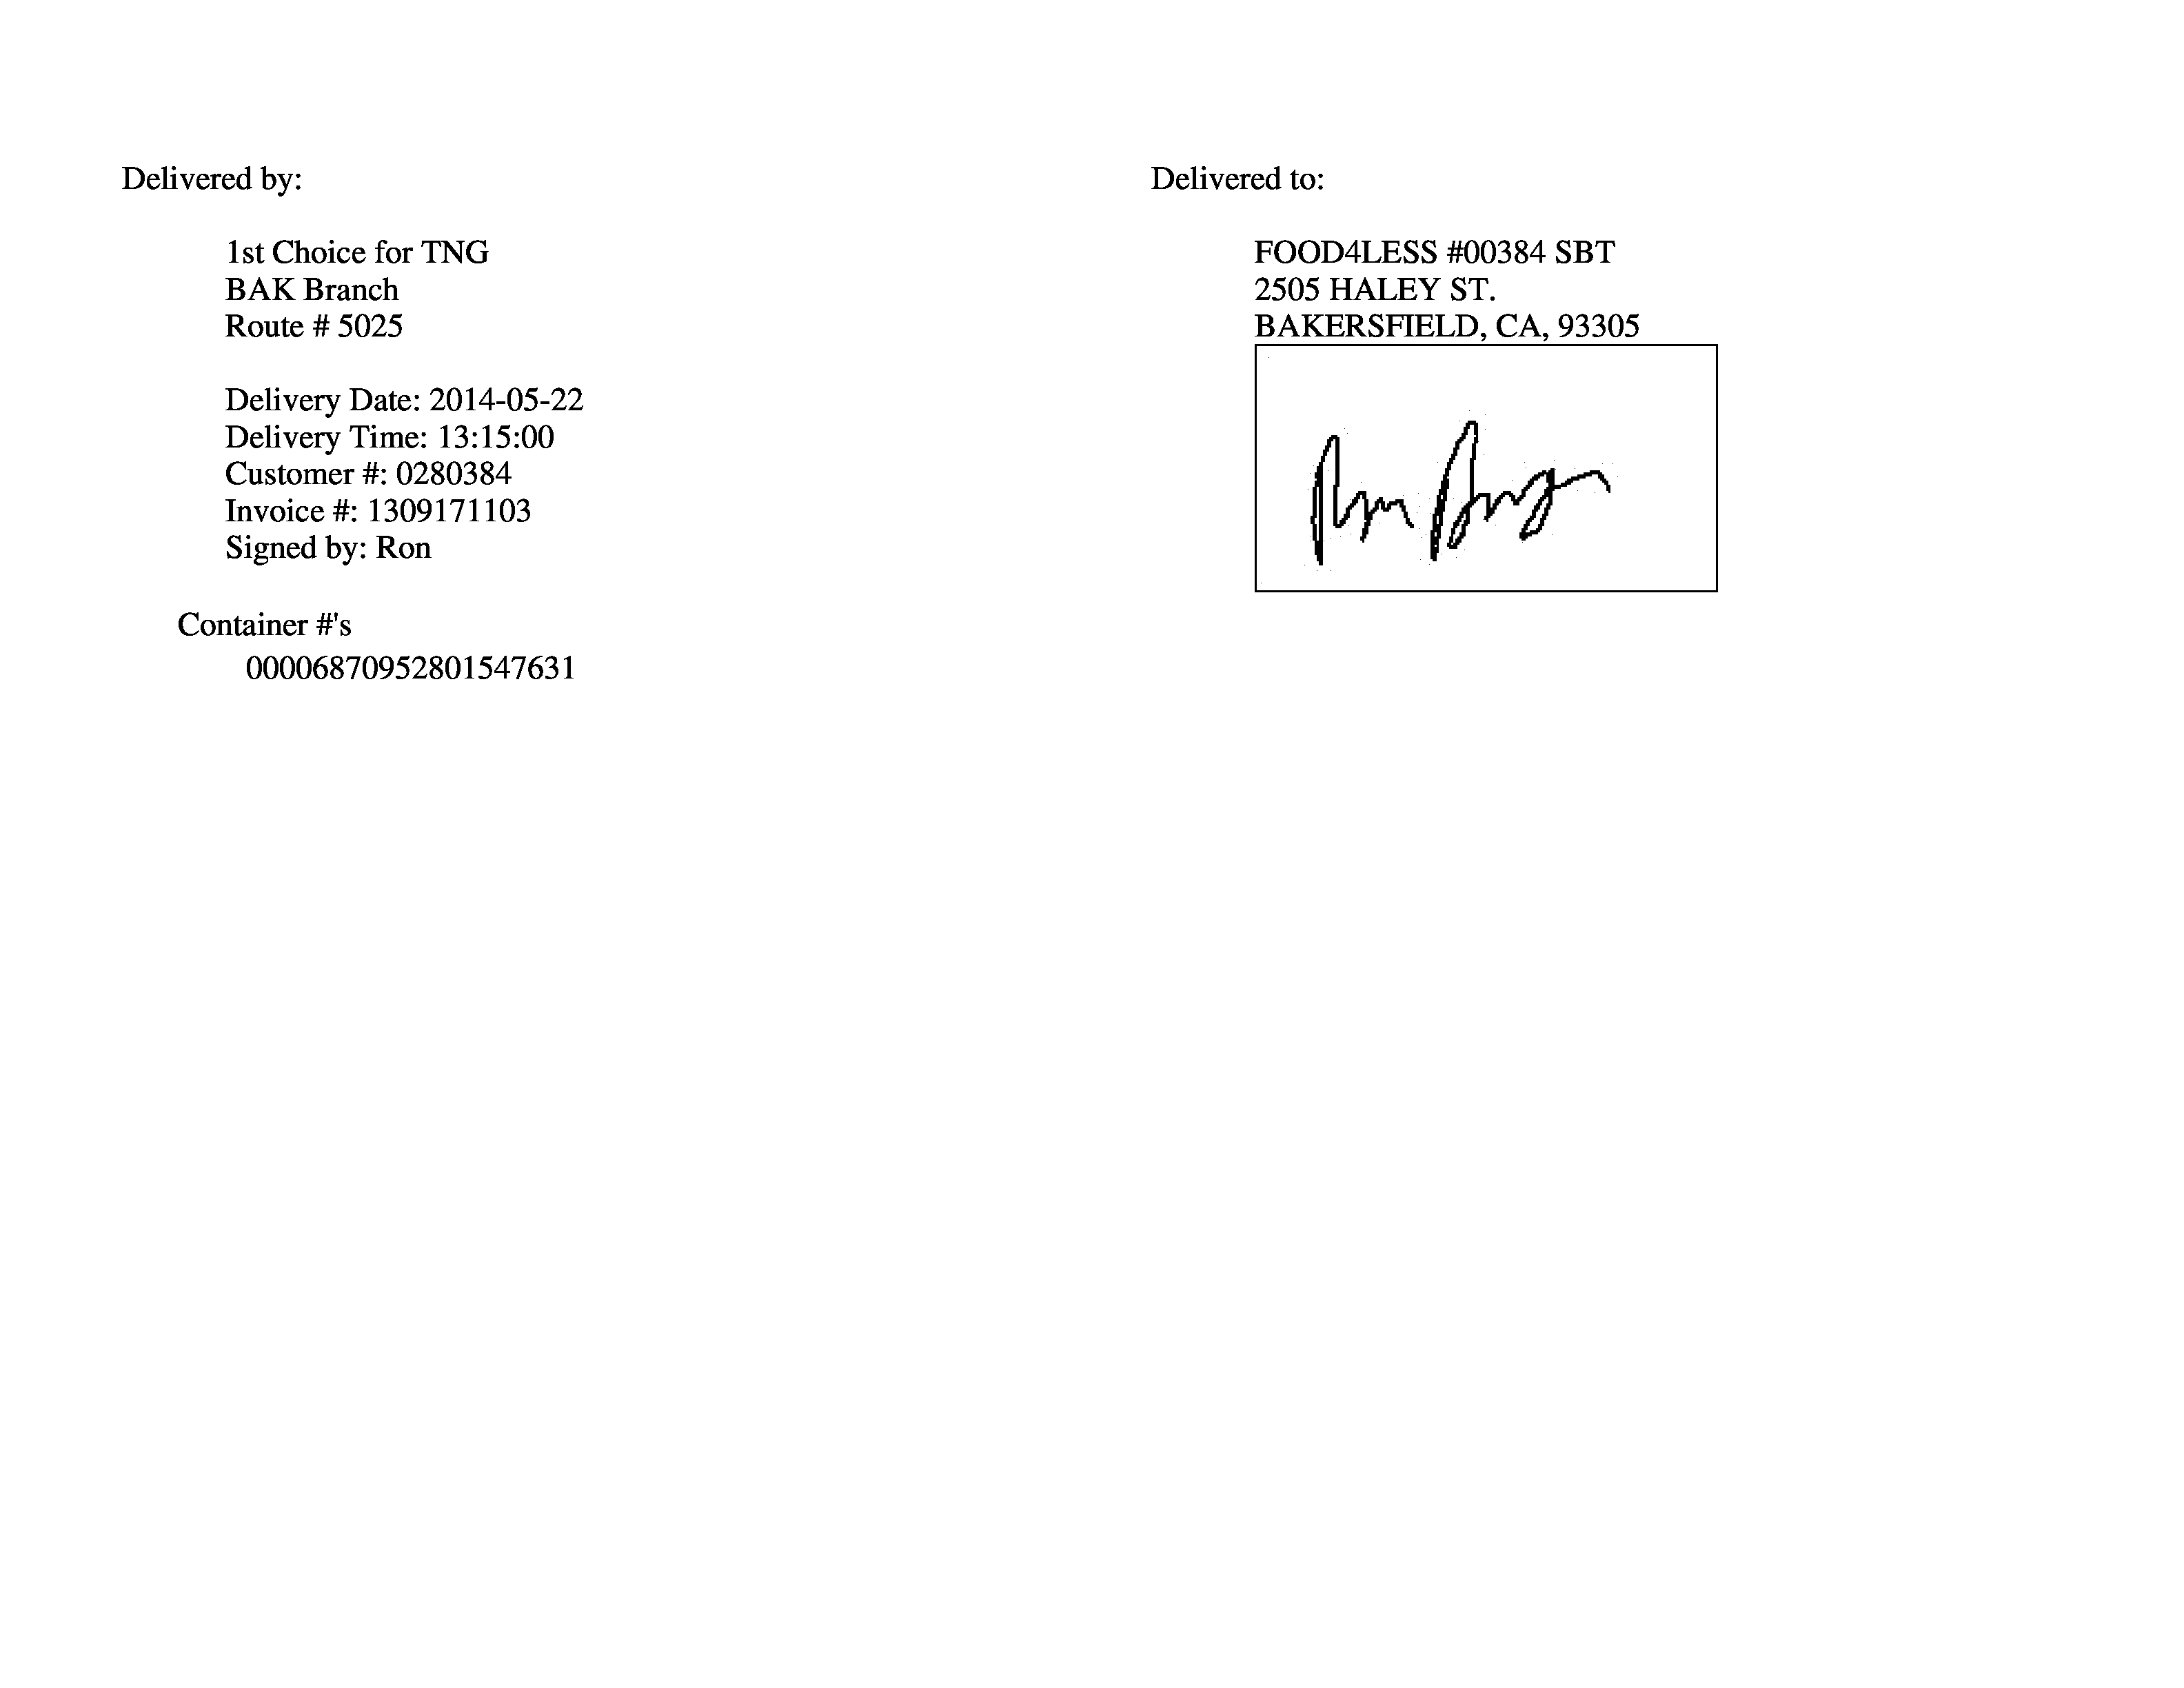 Delivered by:
1st Choice for TNG
BAK Branch
Route # 5025
Delivery Date: 2014-05-22
Delivery Time: 13:15:00
Customer #: 0280384
Invoice #: 1309171103
Signed by: Ron
Container #'s
00006870952801547631
Delivered to:
FOOD4LESS #00384 SBT
2505 HALEY ST.
BAKERSFIELD, CA, 93305